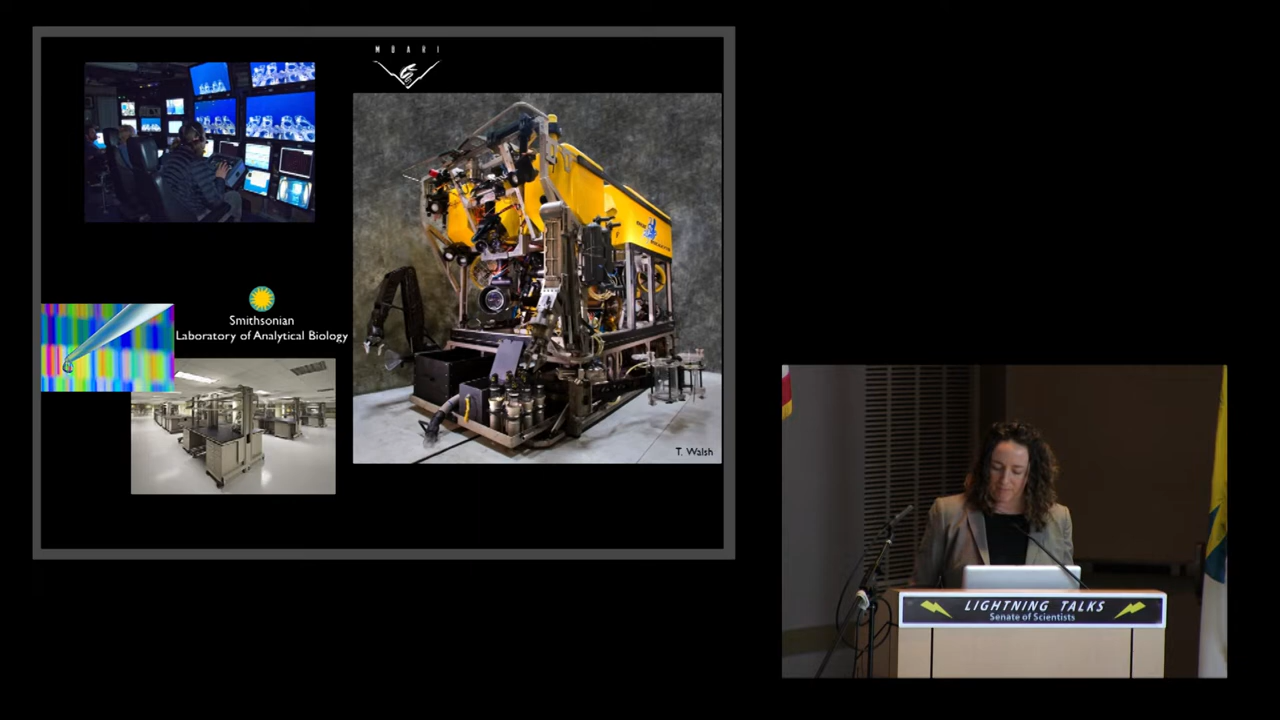 MBARI
Smithsonian
Laboratory of Analytical Biology
T. Walsh
LIGHTNING TALKS
Senate of Scientists